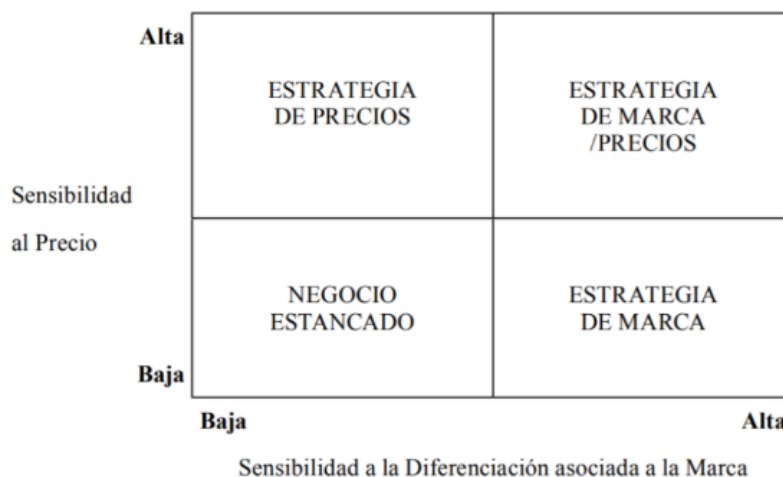 Alta
ESTRATEGIA
DE PRECIOS
ESTRATEGIA
DE MARCA
/PRECIOS
Sensibilidad
al Precio
NEGOCIO
ESTANCADO
ESTRATEGIA
DE MARCA
Baja
Baja
Alta
Sensibilidad a la Diferenciación asociada a la Marca